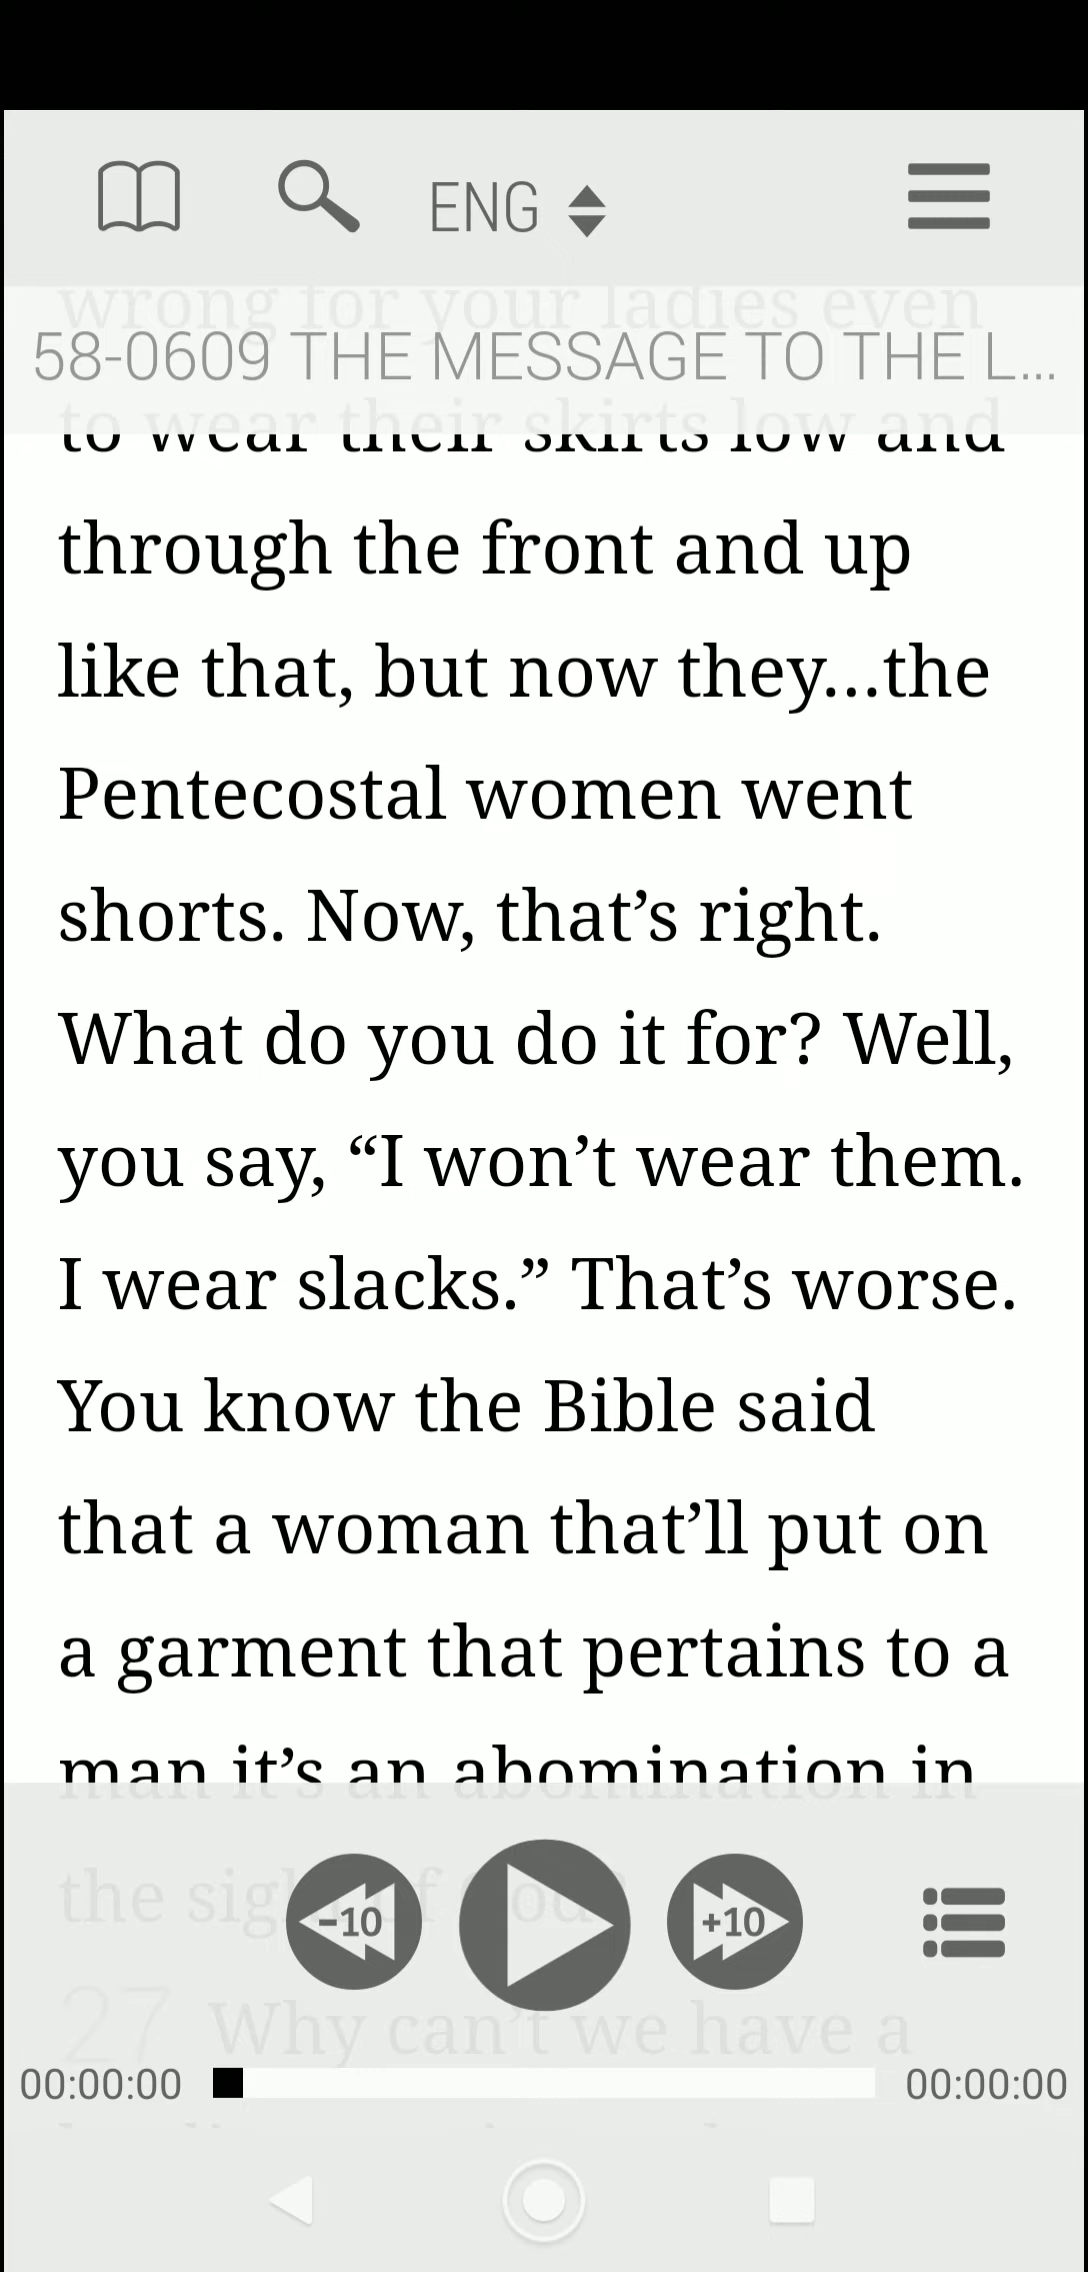 ENG
wrong for your ladies even
58-0609 THE MESSAGE TO THE L...
to wear their skirts low and
through the front and up
like that, but now they...the
Pentecostal women went
shorts. Now, that’s right.
What do you do it for? Well,
you say, “I won’t wear them.
I wear slacks.” That’s worse.
You know the Bible said
that a woman that’ll put on
a garment that pertains to a
man it’s an abomination in
the
-10
+10
27 Why can’t we have a
00:00:00
00:00:00